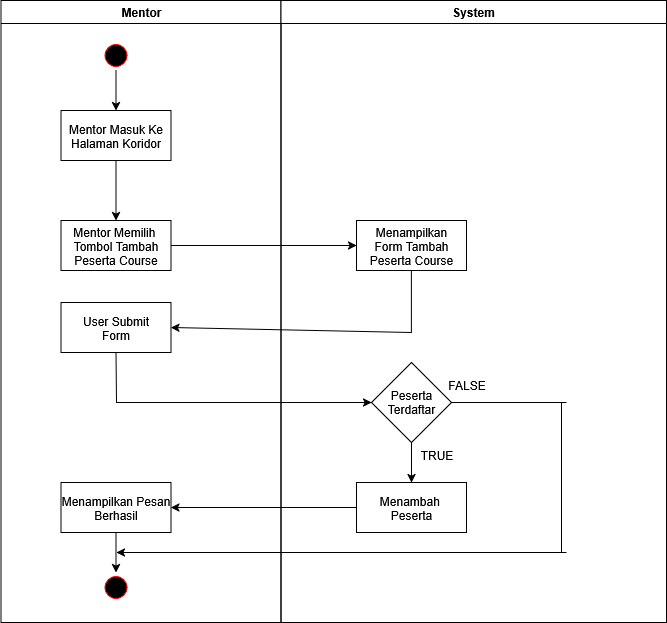 Mentor
System
Mentor Masuk Ke
Halaman Koridor
Mentor Memilih
Tombol Tambah
Peserta Course
Menampilkan
Form Tambah
Peserta Course
User Submit
Form
Peserta
Terdaftar
FALSE
TRUE
Menampilkan Pesan
Berhasil
Menambah
Peserta